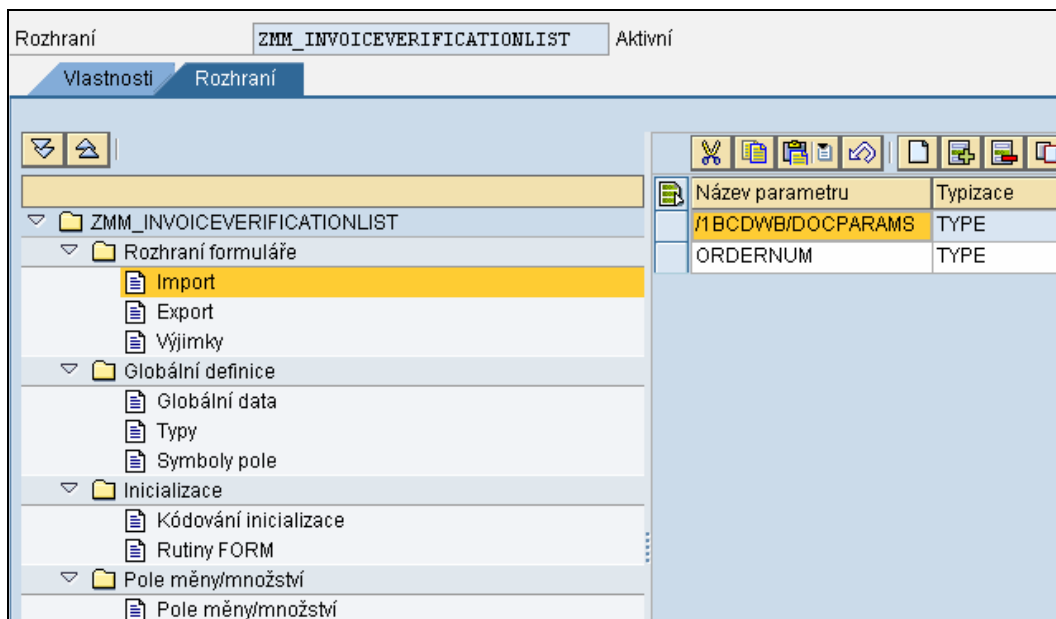 Rozhraní ZMM_INVOICEVERIFICATIONLIST Aktivní
Vlastnosti Rozhraní
Název parametru Typizace
/1BCDWB/DOCPARAMS TYPE
ORDERNUM TYPE
ZMM_INVOICEVERIFICATIONLIST
Rozhraní formuláře
Import
Export
Výjimky
Globální definice
Globální data
Typy
Symboly pole
Inicializace
Kódování inicializace
Rutiny FORM
Pole měny/množství
Pole měny/množství